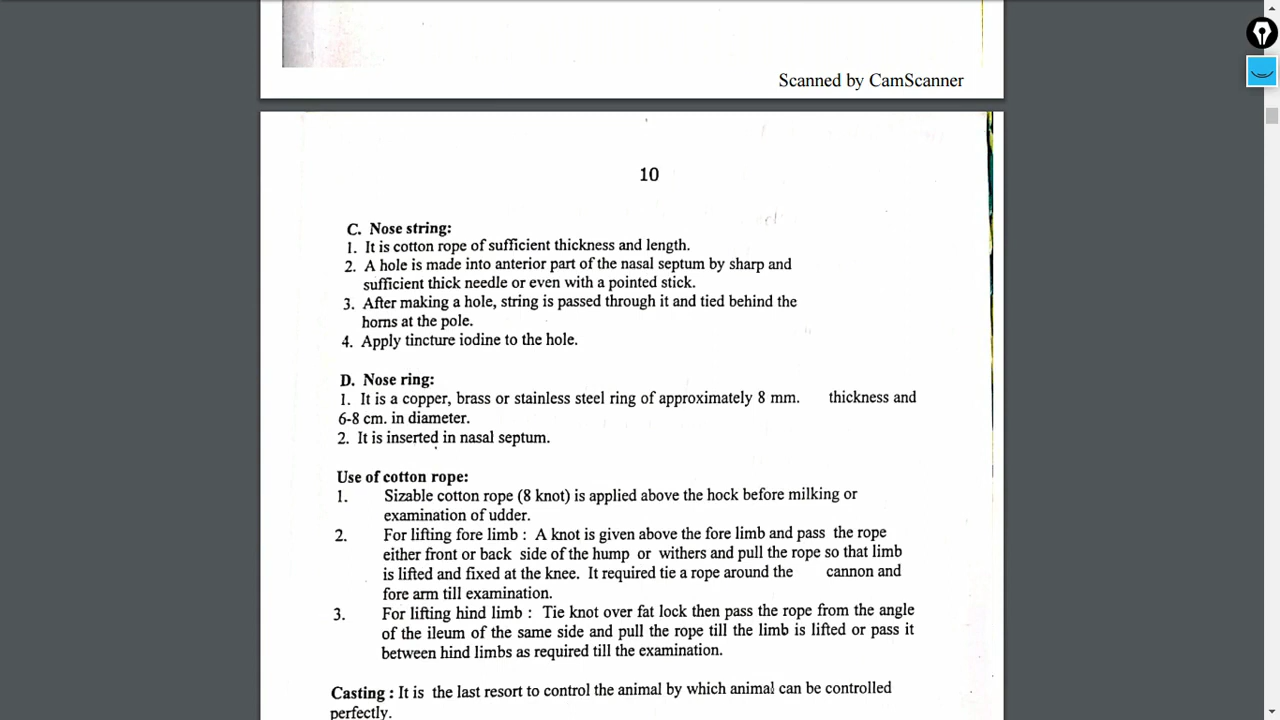 Scanned by CamScanner
10
C. Nose string:
1. It is cotton rope of sufficient thickness and length.
2. A hole is made into anterior part of the nasal septum by sharp and
sufficient thick needle or even with a pointed stick.
3. After making a hole, string is passed through it and tied behind the
horns at the pole.
4. Apply tincture iodine to the hole.
D. Nose ring:
1. It is a copper, brass or stainless steel ring of approximately 8 mm. thickness and
6-8 cm. in diameter.
2. It is inserted in nasal septum.
Use of cotton rope:
1. Sizable cotton rope (8 knot) is applied above the hock before milking or
examination of udder.
2. For lifting fore limb : A knot is given above the fore limb and pass the rope
either front or back side of the hump or withers and pull the rope so that limb
is lifted and fixed at the knee. It required tie a rope around the cannon and
fore arm till examination.
3. For lifting hind limb : Tie knot over fat lock then pass the rope from the angle
of the ileum of the same side and pull the rope till the limb is lifted or pass it
between hind limbs as required till the examination.
Casting : It is the last resort to control the animal by which animal can be controlled
perfectly.